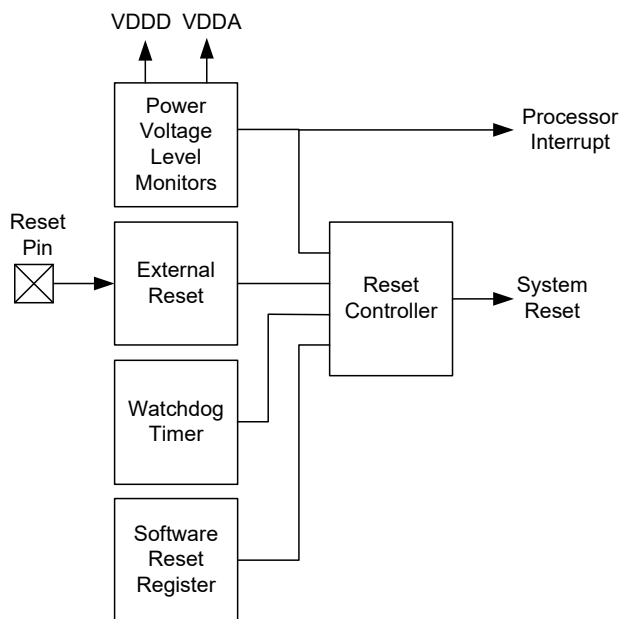 VDDD VDDA
Power
Voltage
Level
Monitors
Processor
Interrupt
Reset
Pin
External
Reset
Reset
Controller
System
Reset
Watchdog
Timer
Software
Reset
Register